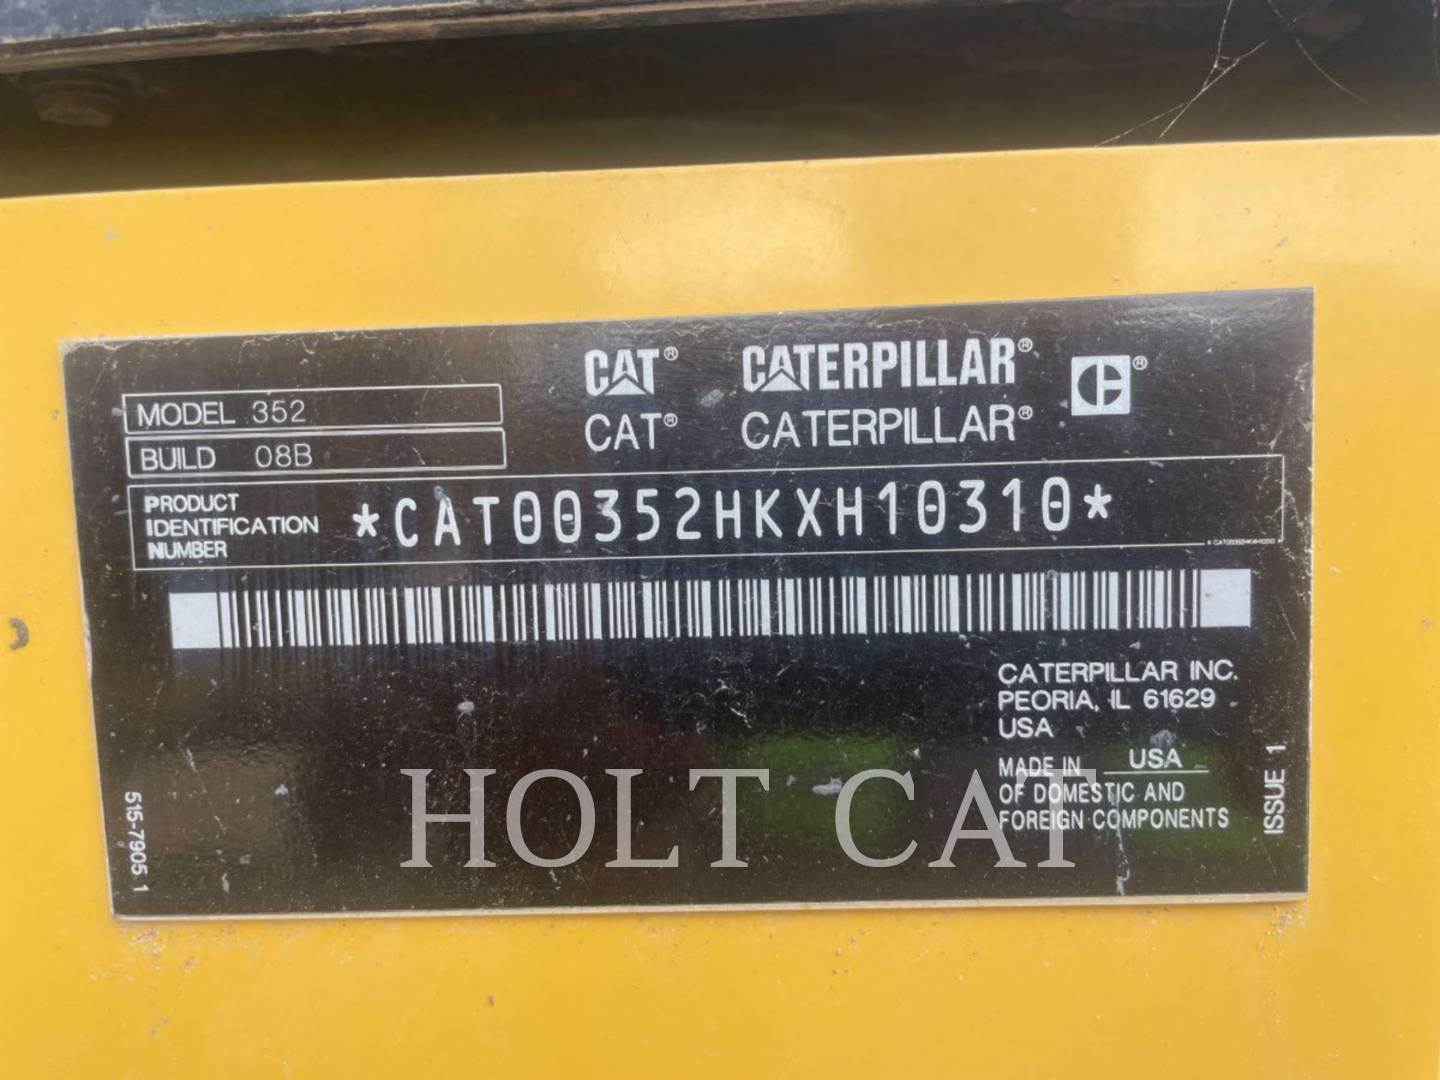 CAT® CATERPILLAR®
CAT® CATERPILLAR®
MODEL 352
BUILD 08B
PRODUCT
IDENTIFICATION
NUMBER
*CAT00352HKXH10310*
CATERPILLAR INC.
PEORIA, IL 61629
USA
MADE IN USA
OF DOMESTIC AND
FOREIGN COMPONENTS
ISSUE 1
515-7905 1
HOLT CAT